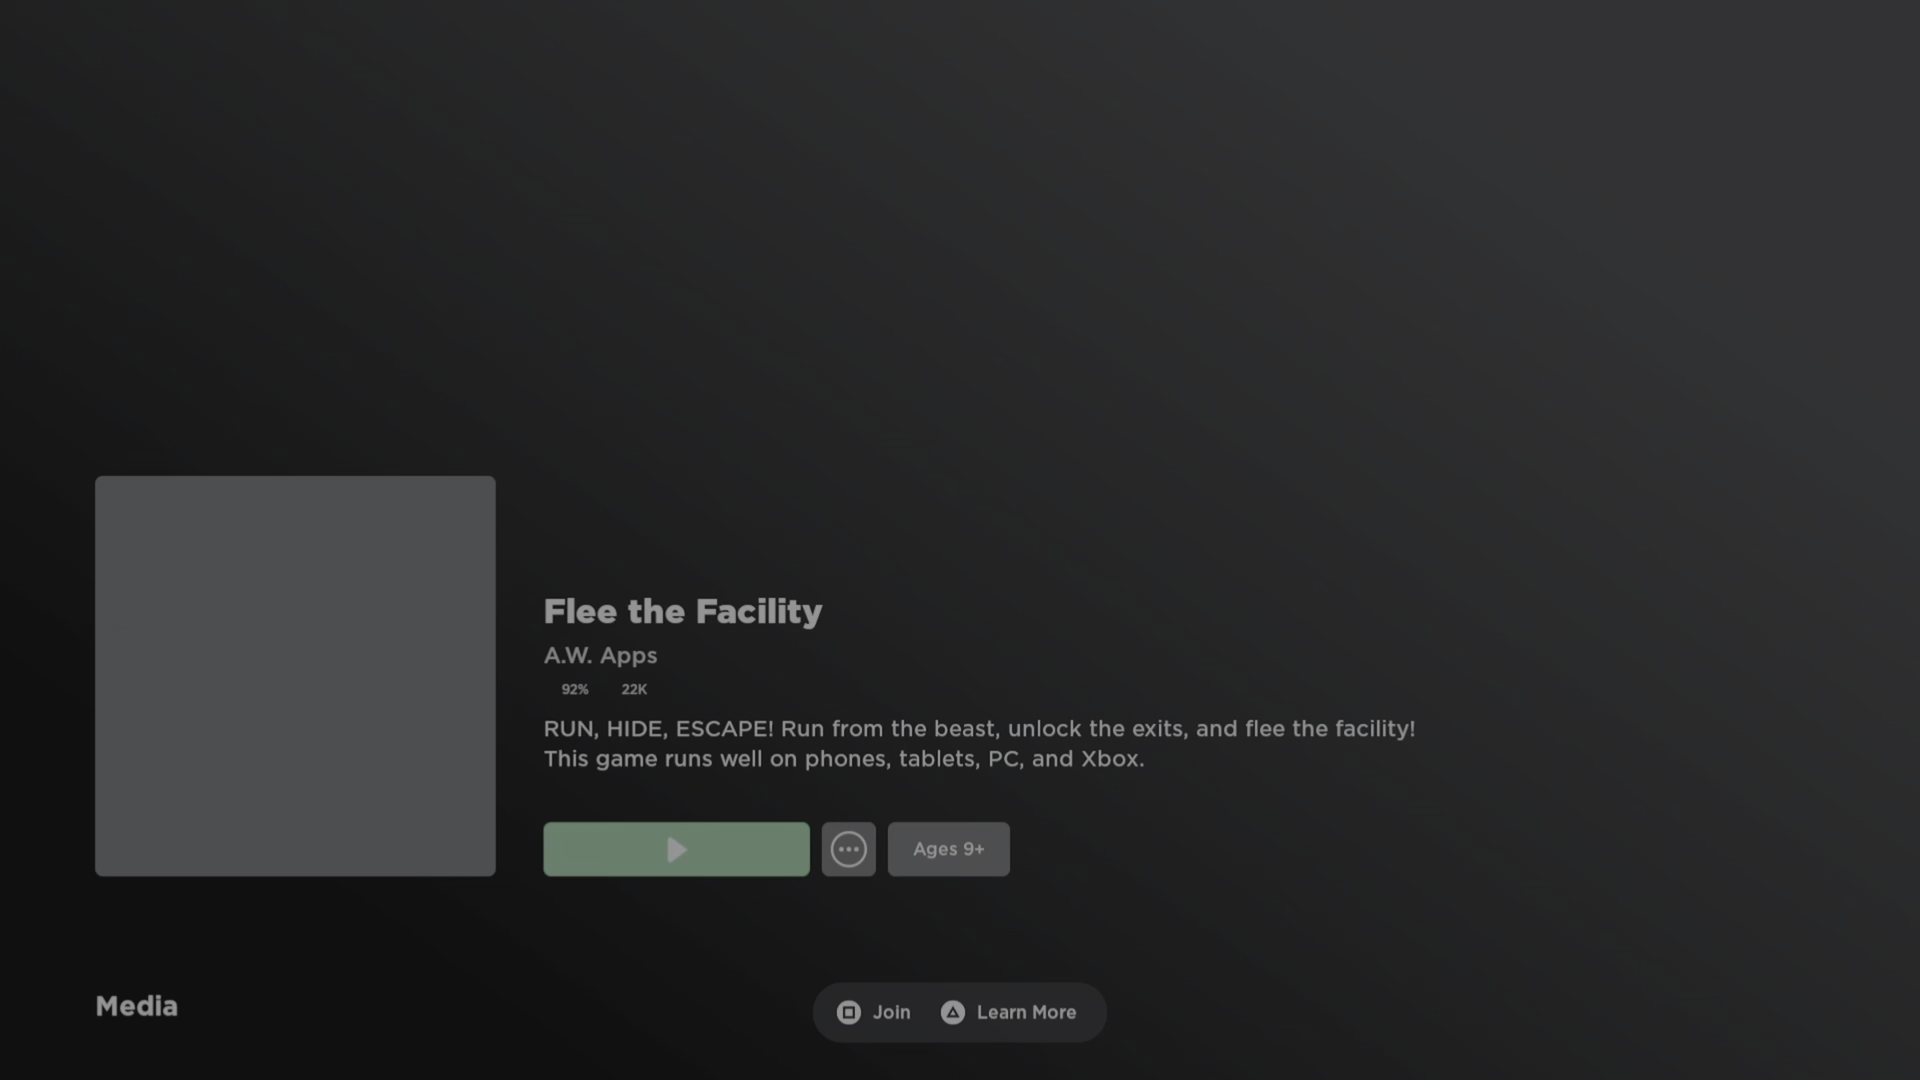 Flee the Facility
A.W. Apps
92% 22K
RUN, HIDE, ESCAPE! Run from the beast, unlock the exits, and flee the facility!
This game runs well on phones, tablets, PC, and Xbox.
Ages 9+
Media
Join Learn More